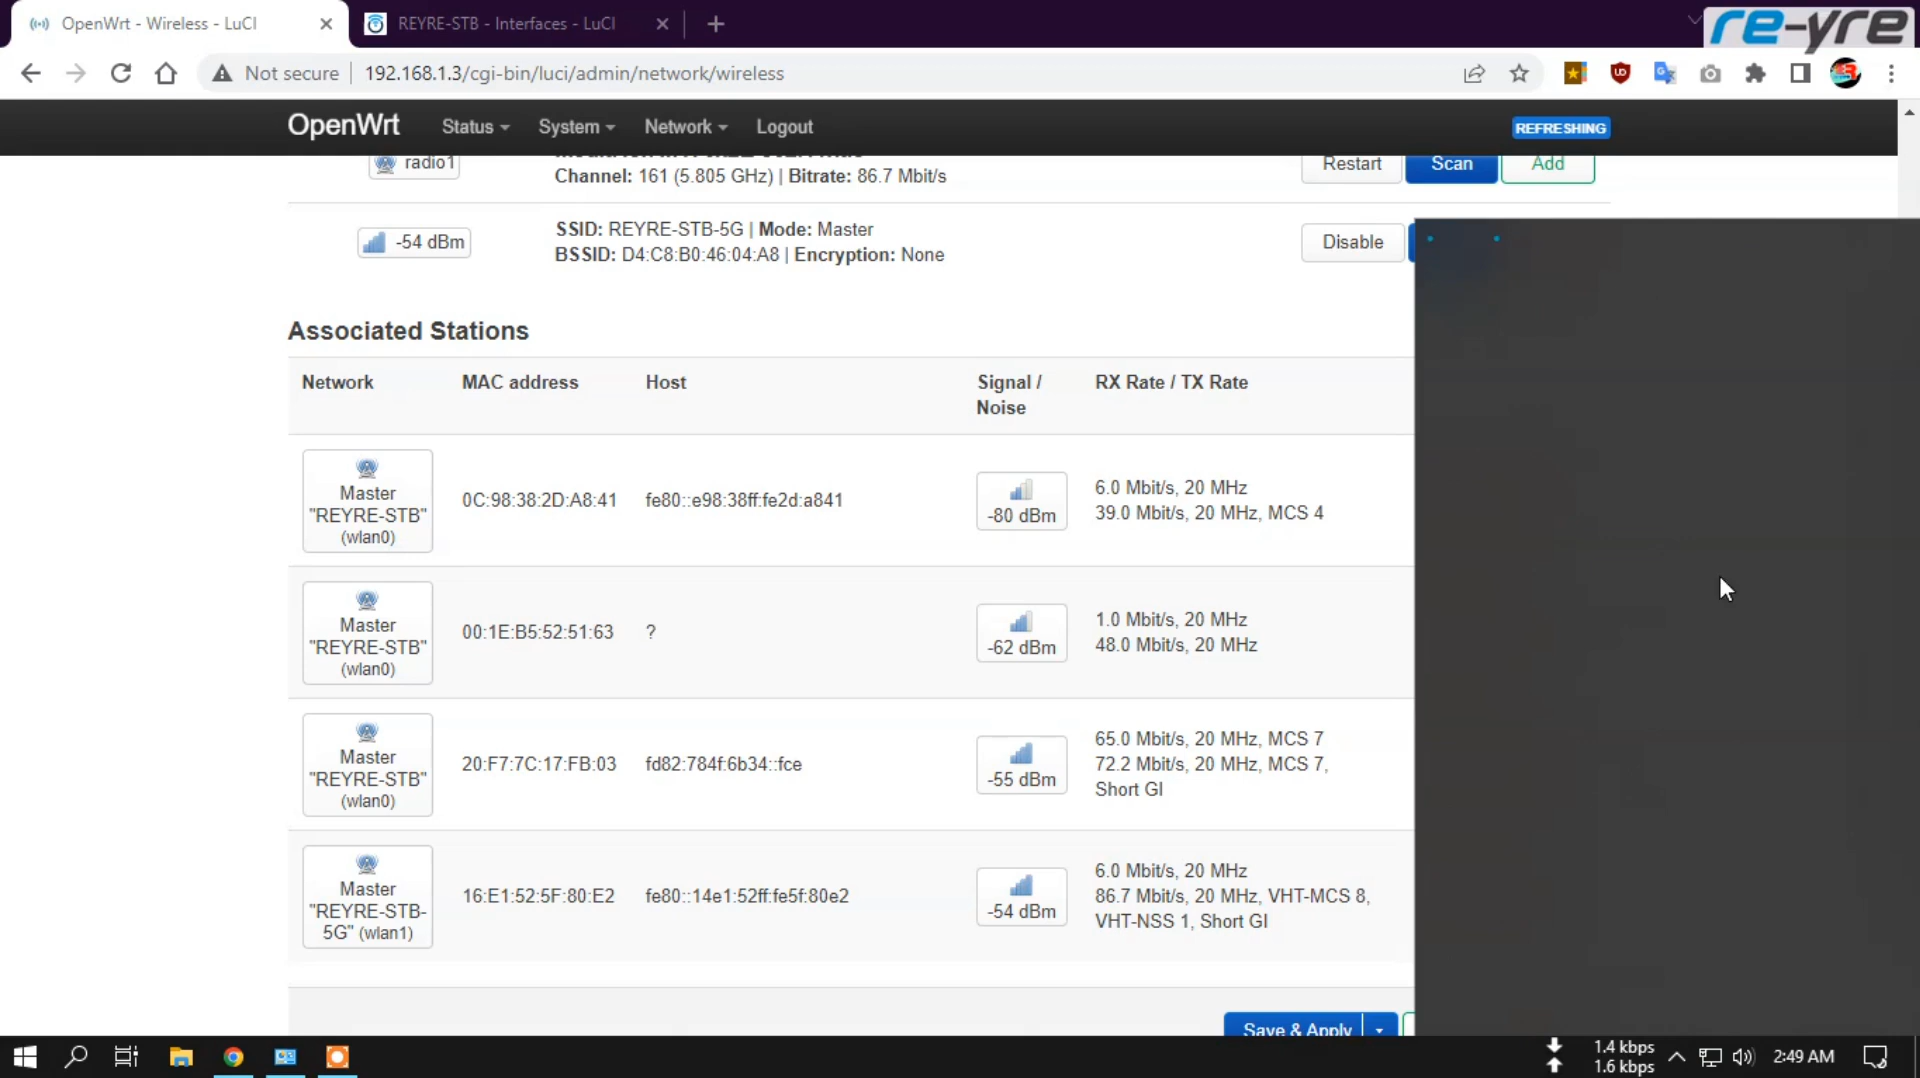 OpenWrt - Wireless - LuCI
REYRE-STB - Interfaces - LuCI
re-yre
Not secure
192.168.1.3/cgi-bin/luci/admin/network/wireless
OpenWrt
Status
System
Network
Logout
REFRESHING
radio1
Channel: 161 (5.805 GHz) | Bitrate: 86.7 Mbit/s
Restart
Scan
Add
-54 dBm
SSID: REYRE-STB-5G | Mode: Master
BSSID: D4:C8:B0:46:04:A8 | Encryption: None
Disable
Associated Stations
Network
MAC address
Host
Signal /
Noise
RX Rate / TX Rate
Master
"REYRE-STB"
(wlan0)
0C:98:38:2D:A8:41
fe80::e98:38ff:fe2d:a841
-80 dBm
6.0 Mbit/s, 20 MHz
39.0 Mbit/s, 20 MHz, MCS 4
Master
"REYRE-STB"
(wlan0)
00:1E:B5:52:51:63
?
-62 dBm
1.0 Mbit/s, 20 MHz
48.0 Mbit/s, 20 MHz
Master
"REYRE-STB"
(wlan0)
20:F7:7C:17:FB:03
fd82:784f:6b34::fce
-55 dBm
65.0 Mbit/s, 20 MHz, MCS 7
72.2 Mbit/s, 20 MHz, MCS 7,
Short GI
Master
"REYRE-STB-
5G" (wlan1)
16:E1:52:5F:80:E2
fe80::14e1:52ff:fe5f:80e2
-54 dBm
6.0 Mbit/s, 20 MHz
86.7 Mbit/s, 20 MHz, VHT-MCS 8,
VHT-NSS 1, Short GI
Save & Apply
1.4 kbps
1.6 kbps
2:49 AM